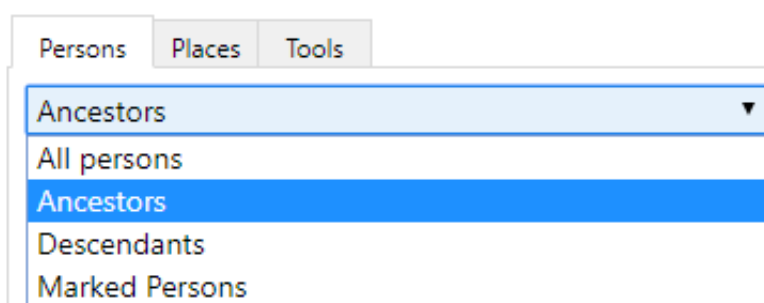 Persons Places Tools
Ancestors
All persons
Ancestors
Descendants
Marked Persons